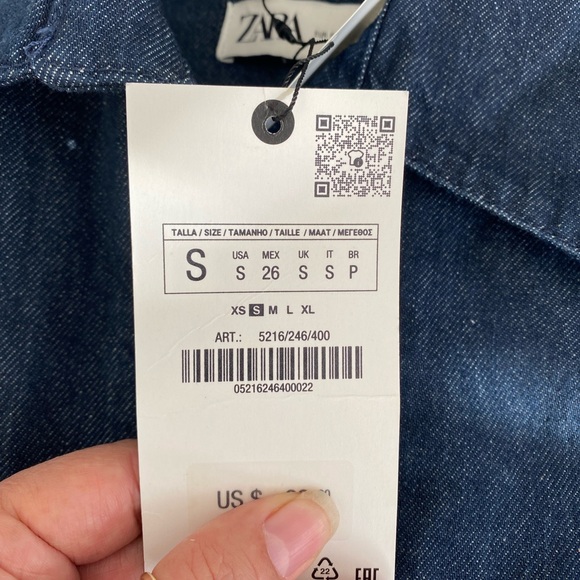 ZARA
TALLA / SIZE / TAMANHO / TAILLE / MAAT / ΜΕΓΕΘΟΣ
S USA MEX UK IT BR
S 26 S S P
XS S M L XL
ART.: 5216/246/400
05216246400022
US $
22 EAC